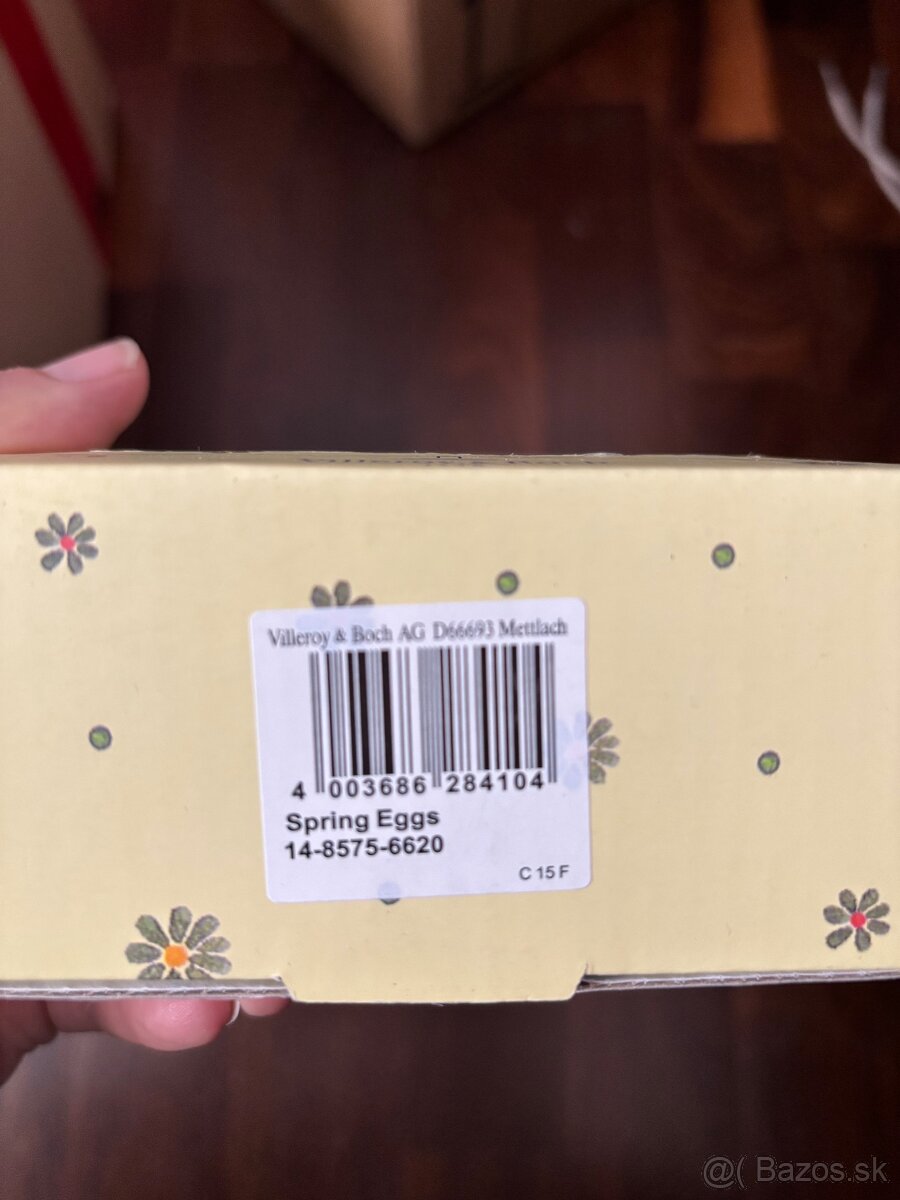 Villeroy & Boch AG D66693 Mettlach
4 003686 284104
Spring Eggs
14-8575-6620
C 15 F
@( Bazos.sk